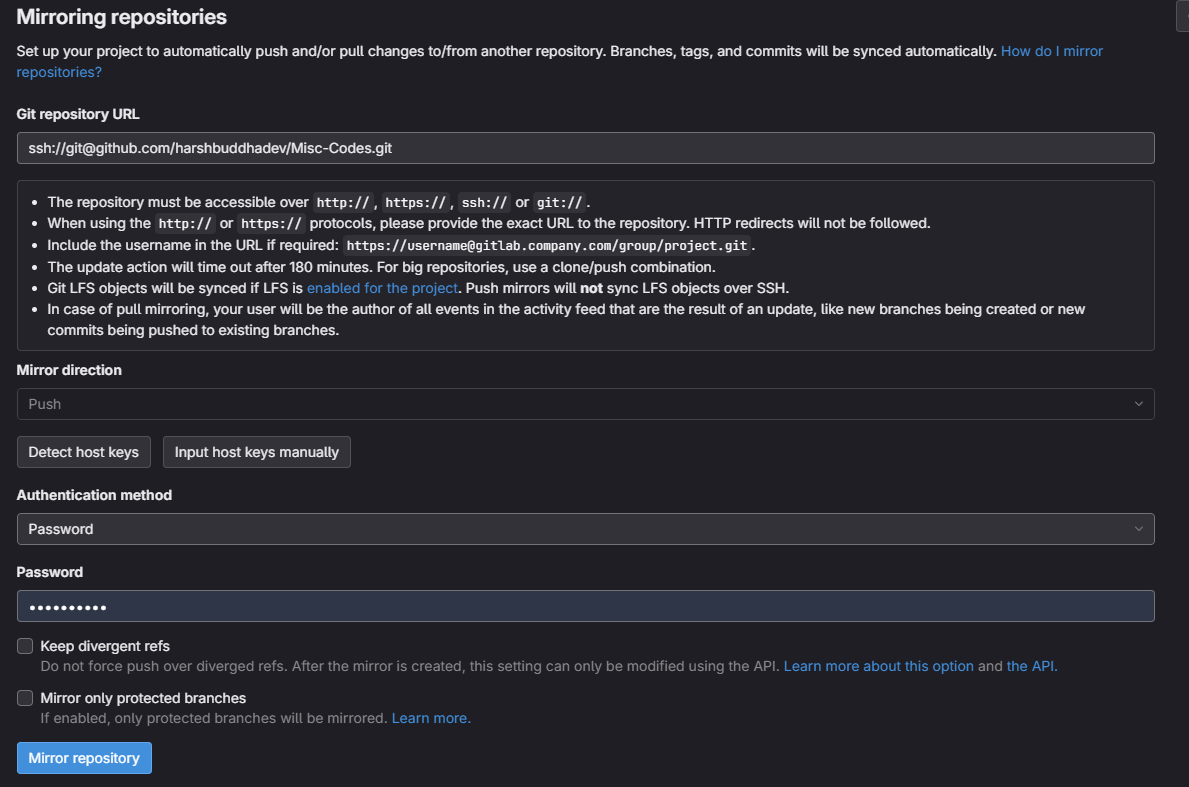 Mirroring repositories
Set up your project to automatically push and/or pull changes to/from another repository. Branches, tags, and commits will be synced automatically. How do I mirror
repositories?
Git repository URL
ssh://git@github.com/harshbuddhadev/Misc-Codes.git
• The repository must be accessible over http://, https://, ssh:// or git://.
• When using the http:// or https:// protocols, please provide the exact URL to the repository. HTTP redirects will not be followed.
• Include the username in the URL if required: https://username@gitlab.company.com/group/project.git.
• The update action will time out after 180 minutes. For big repositories, use a clone/push combination.
• Git LFS objects will be synced if LFS is enabled for the project. Push mirrors will not sync LFS objects over SSH.
• In case of pull mirroring, your user will be the author of all events in the activity feed that are the result of an update, like new branches being created or new
commits being pushed to existing branches.
Mirror direction
Push
Detect host keys Input host keys manually
Authentication method
Password
Password
••••••••••
Keep divergent refs
Do not force push over diverged refs. After the mirror is created, this setting can only be modified using the API. Learn more about this option and the API.
Mirror only protected branches
If enabled, only protected branches will be mirrored. Learn more.
Mirror repository